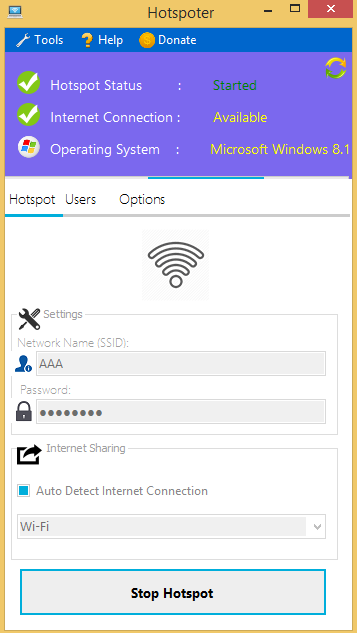 Hotspoter
Tools Help Donate
Hotspot Status : Started
Internet Connection : Available
Operating System : Microsoft Windows 8.1
Hotspot Users Options
Settings
Network Name (SSID):
AAA
Password:
●●●●●●●●
Internet Sharing
Auto Detect Internet Connection
Wi-Fi
Stop Hotspot